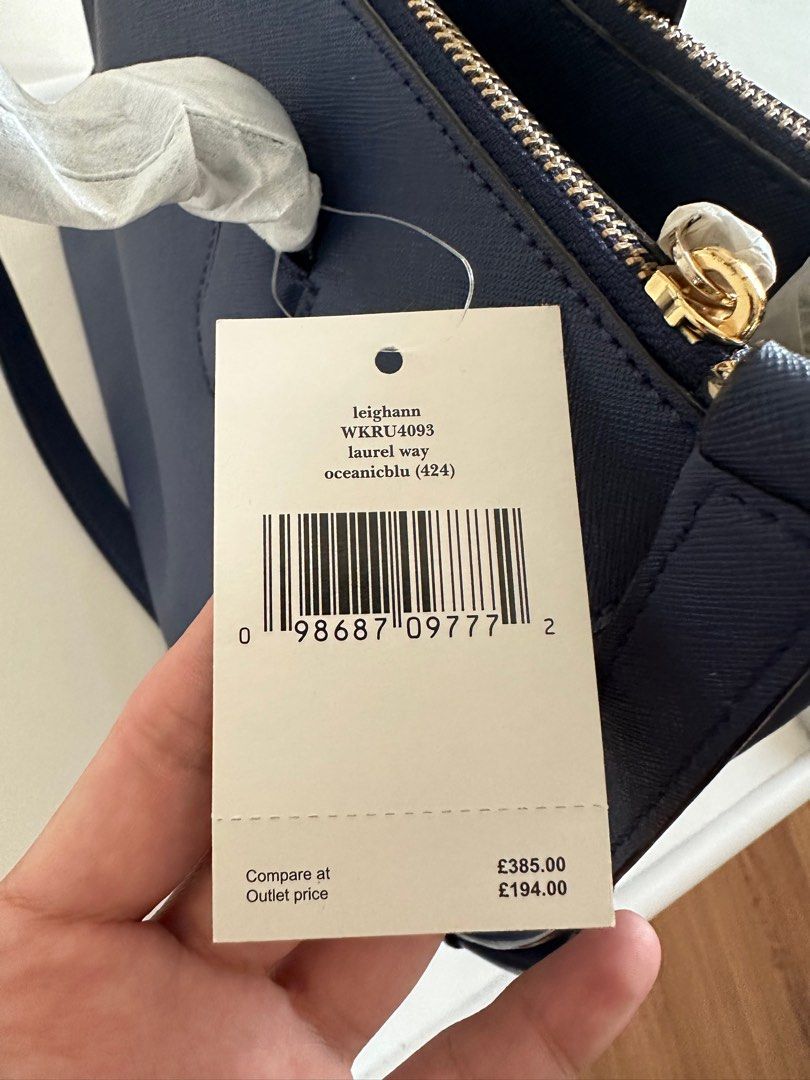 leighann
WKRU4093
laurel way
oceanicblu (424)
0 98687 09777 2
Compare at £385.00
Outlet price £194.00